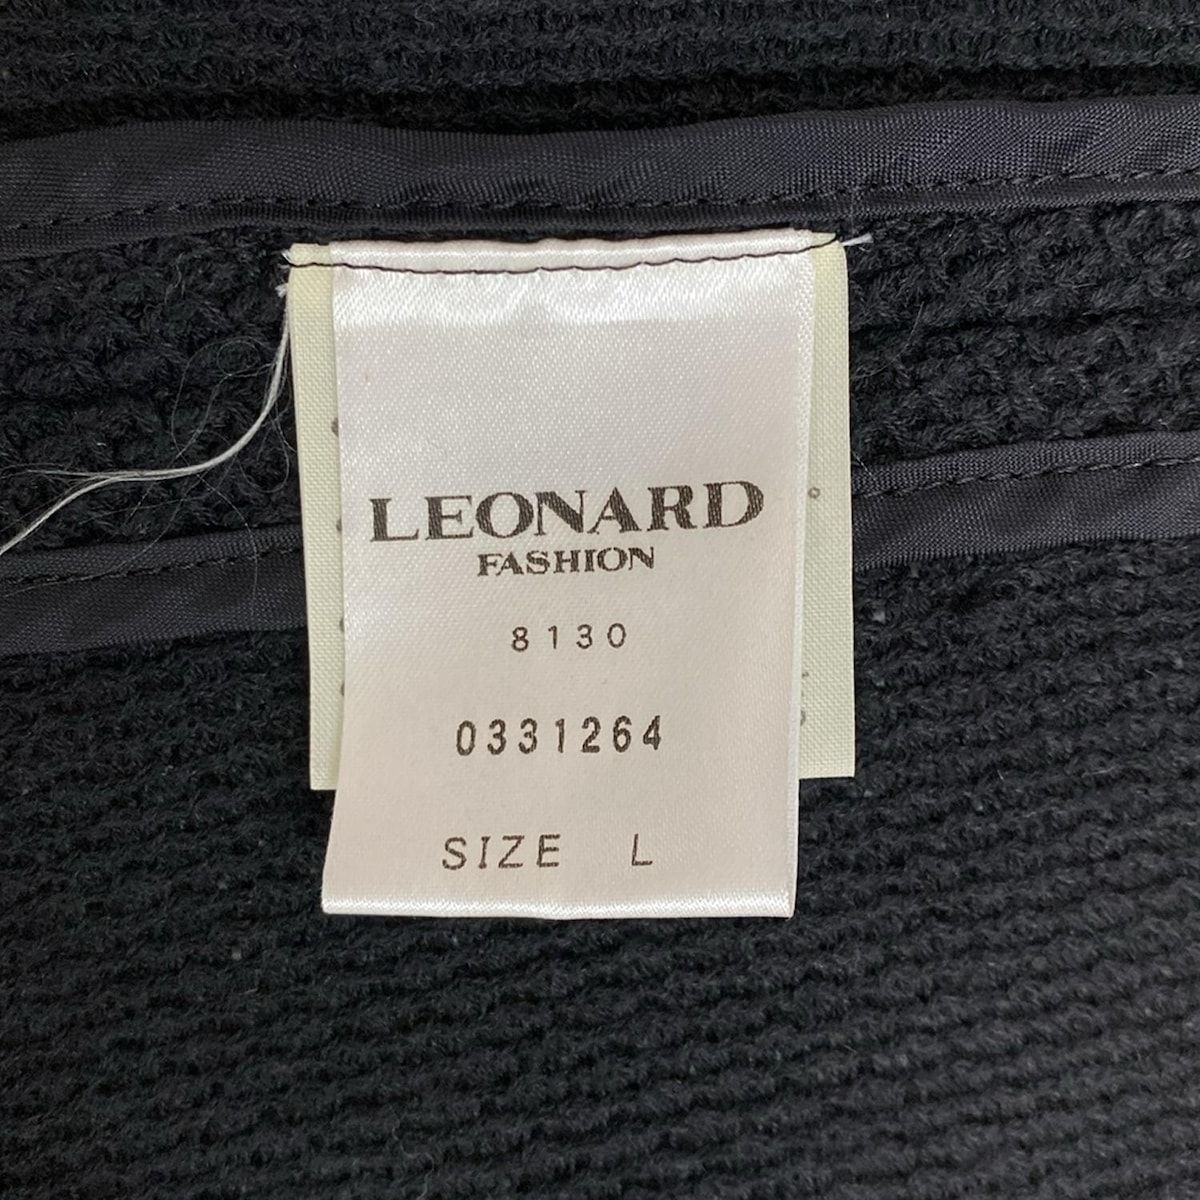 LEONARD
FASHION
8130
0331264
SIZE L